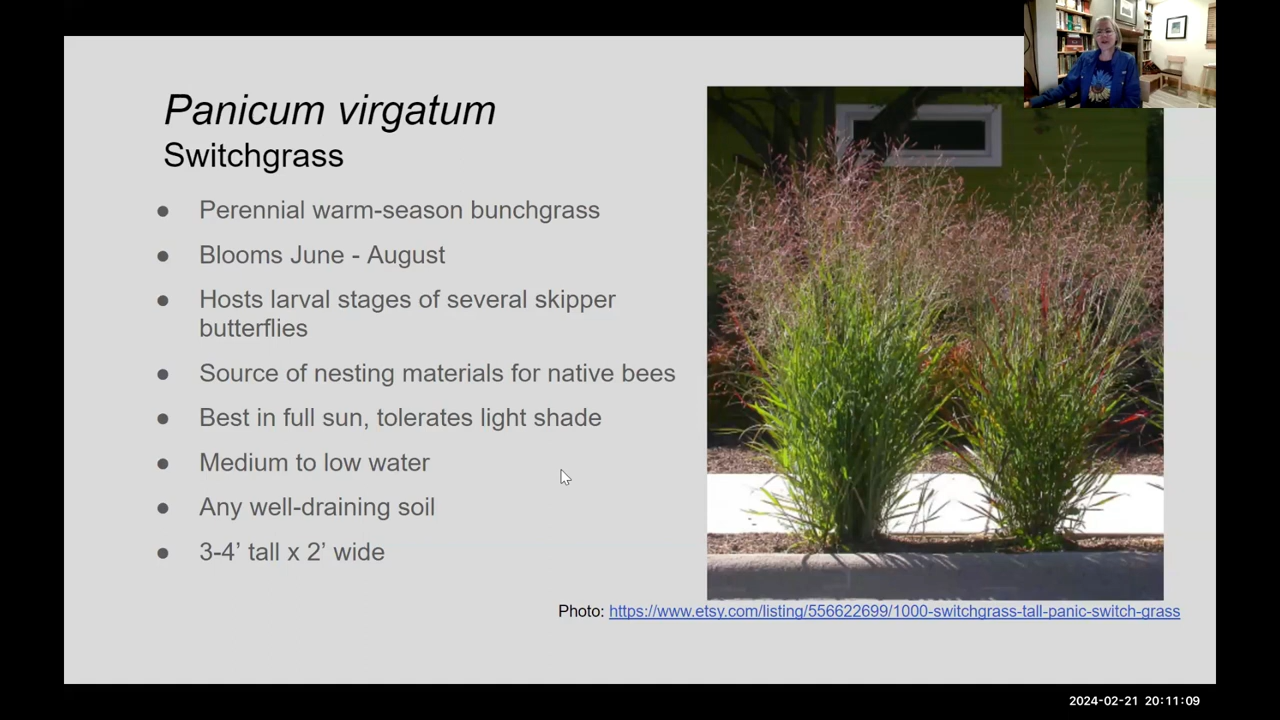 Panicum virgatum
Switchgrass
● Perennial warm-season bunchgrass
● Blooms June - August
● Hosts larval stages of several skipper
butterflies
● Source of nesting materials for native bees
● Best in full sun, tolerates light shade
● Medium to low water
● Any well-draining soil
● 3-4’ tall x 2’ wide
Photo: https://www.etsy.com/listing/556622699/1000-switchgrass-tall-panic-switch-grass
2024-02-21 20:11:09